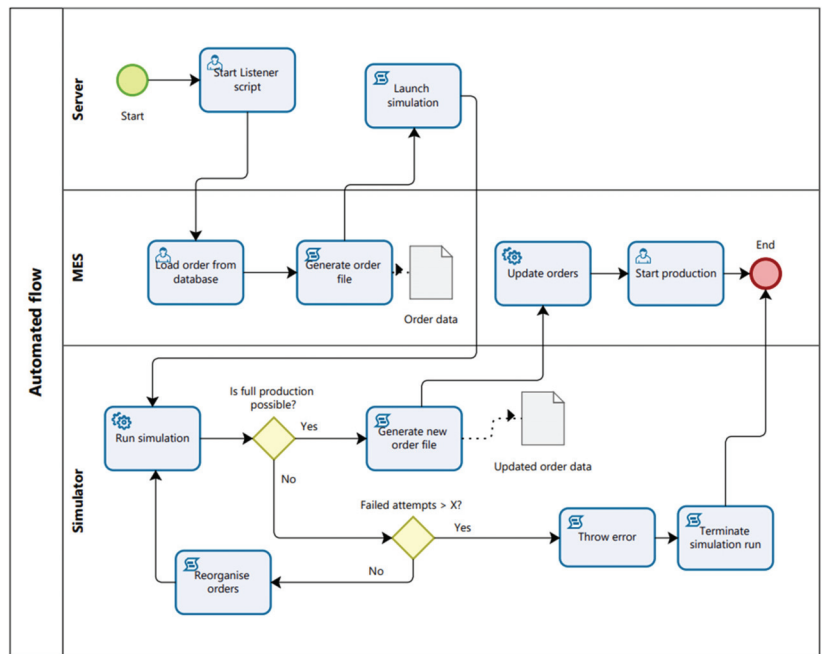 Automated flow
Server
Start
Start Listener
script
Launch
simulation
MES
Load order from
database
Generate order
file
Order data
Update orders
Start production
End
Simulator
Run simulation
Is full production
possible?
Yes
No
Generate new
order file
Updated order data
Failed attempts > X?
Yes
No
Throw error
Terminate
simulation run
Reorganise
orders